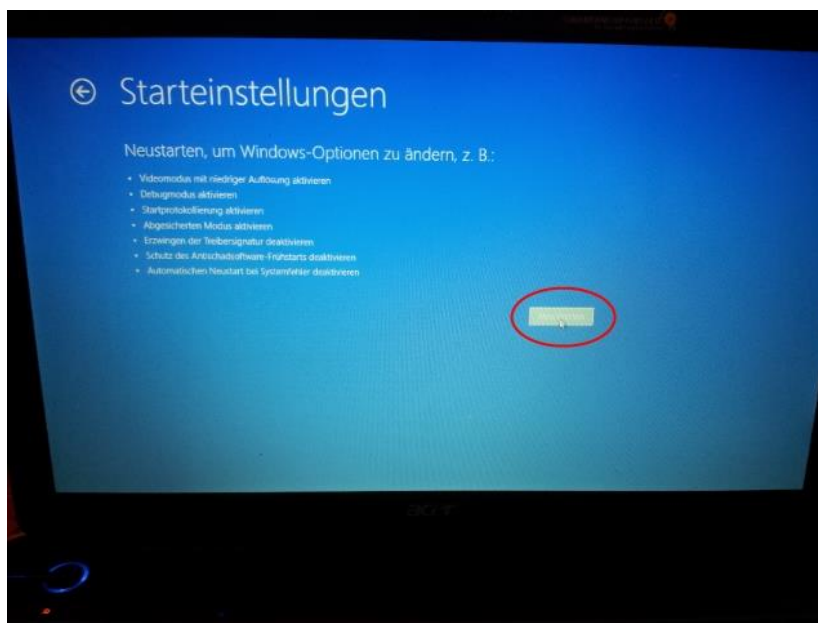 Starteinstellungen
Neustarten, um Windows-Optionen zu ändern, z. B.:
• Videomodus mit niedriger Auflösung aktivieren
• Debugmodus aktivieren
• Startprotokollierung aktivieren
• Abgesicherten Modus aktivieren
• Erzwingen der Treibersignatur deaktivieren
• Schutz des Antischadsoftware-Frühstarts deaktivieren
• Automatischen Neustart bei Systemfehler deaktivieren
acer